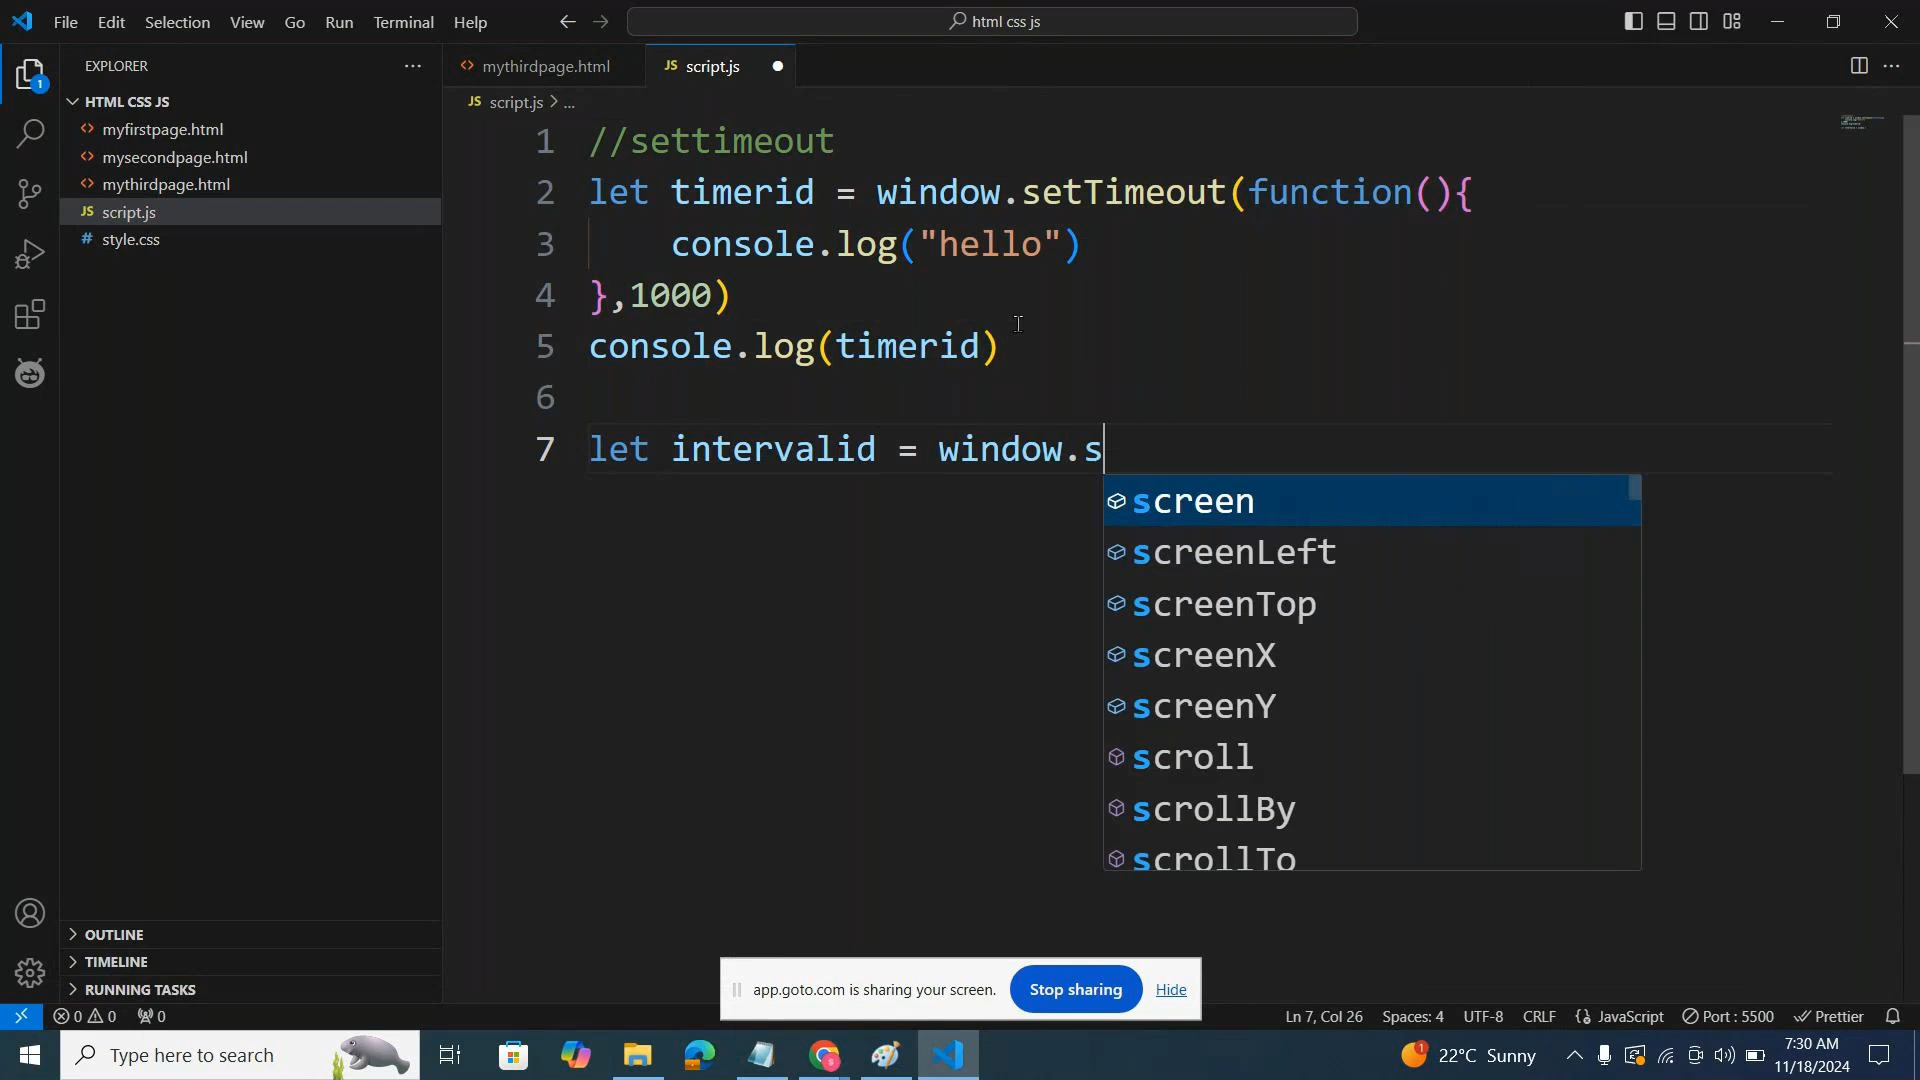 File Edit Selection View Go Run Terminal Help
html css js
EXPLORER
1
HTML CSS JS
myfirstpage.html
mysecondpage.html
mythirdpage.html
JS script.js
# style.css
OUTLINE
TIMELINE
RUNNING TASKS
mythirdpage.html
JS script.js
JS script.js > ...
1 //settimeout
2 let timerid = window.setTimeout(function(){
3 console.log("hello")
4 },1000)
5 console.log(timerid)
6
7 let intervalid = window.s
screen
screenLeft
screenTop
screenX
screenY
scroll
scrollBy
scrollTo
app.goto.com is sharing your screen. Stop sharing Hide
0 0 0 Ln 7, Col 26 Spaces: 4 UTF-8 CRLF {} JavaScript Port : 5500 Prettier
Type here to search
1 22°C Sunny
7:30 AM
11/18/2024